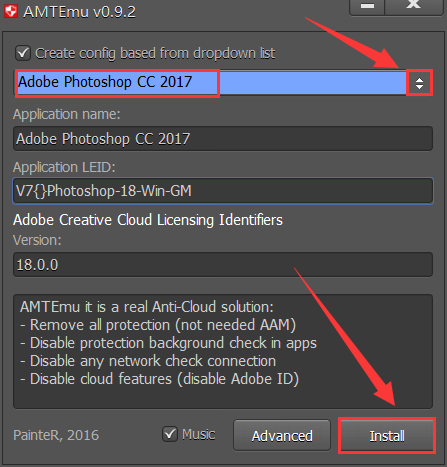 AMTEmu v0.9.2
Create config based from dropdown list
Adobe Photoshop CC 2017
Application name:
Adobe Photoshop CC 2017
Application LEID:
V7{}Photoshop-18-Win-GM
Adobe Creative Cloud Licensing Identifiers
Version:
18.0.0
AMTEmu it is a real Anti-Cloud solution:
- Remove all protection (not needed AAM)
- Disable protection background check in apps
- Disable any network check connection
- Disable cloud features (disable Adobe ID)
PainteR, 2016
Music
Advanced
Install